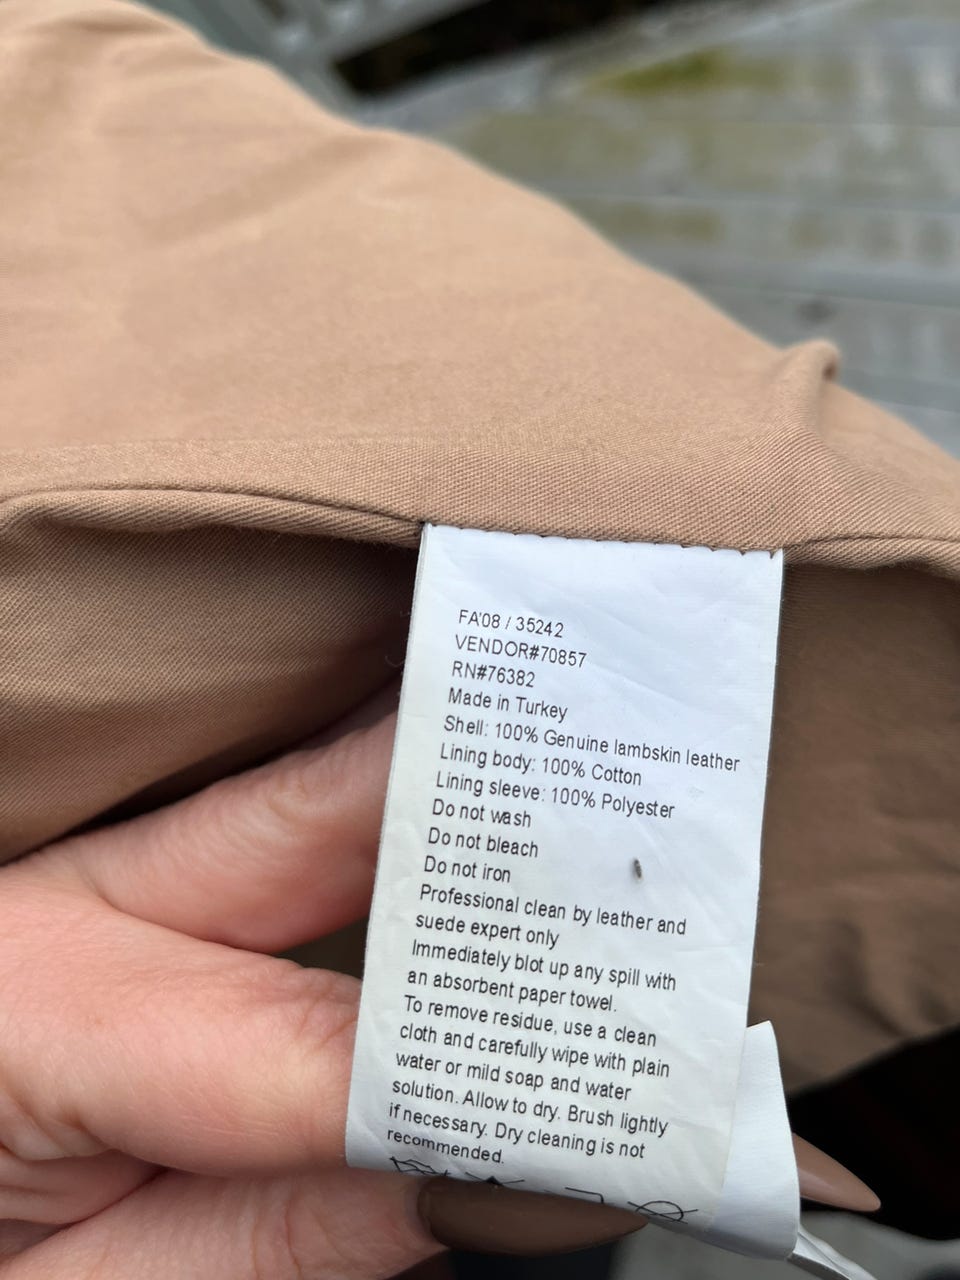 FA'08 / 35242
VENDOR#70857
RN#76382
Made in Turkey
Shell: 100% Genuine lambskin leather
Lining body: 100% Cotton
Lining sleeve: 100% Polyester
Do not wash
Do not bleach
Do not iron
Professional clean by leather and
suede expert only
Immediately blot up any spill with
an absorbent paper towel.
To remove residue, use a clean
cloth and carefully wipe with plain
water or mild soap and water
solution. Allow to dry. Brush lightly
if necessary. Dry cleaning is not
recommended.